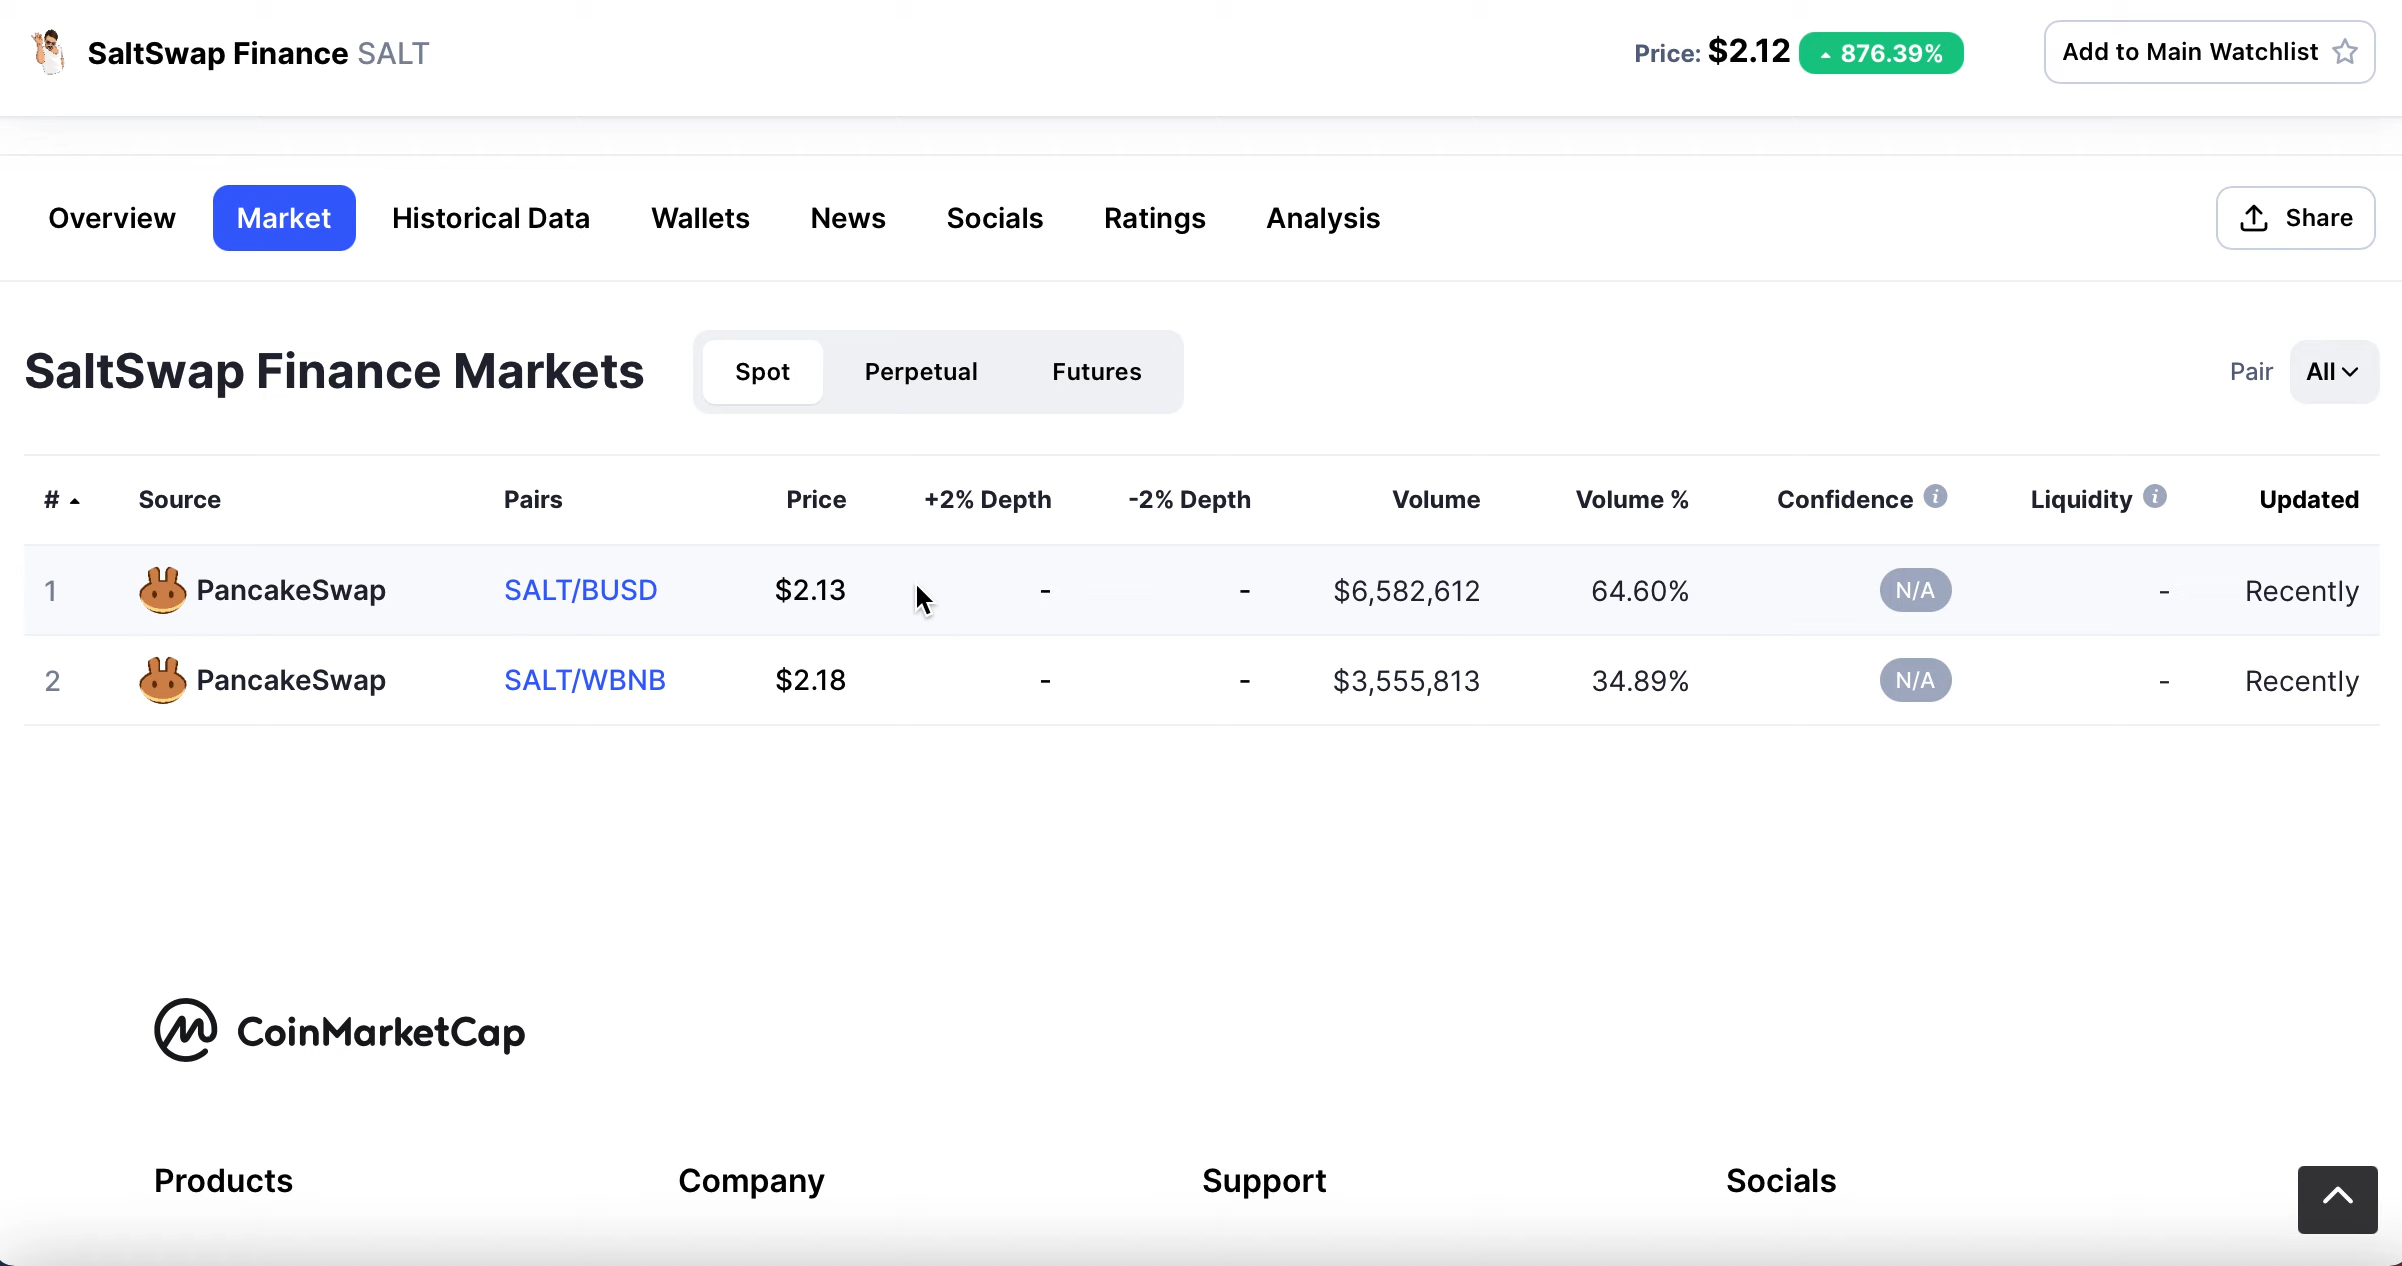 SaltSwap Finance SALT Price: $2.12 876.39% Add to Main Watchlist
Overview Market Historical Data Wallets News Socials Ratings Analysis Share
SaltSwap Finance Markets Spot Perpetual Futures Pair All
# Source Pairs Price +2% Depth -2% Depth Volume Volume % Confidence Liquidity Updated
1 PancakeSwap SALT/BUSD $2.13 - - $6,582,612 64.60% N/A - Recently
2 PancakeSwap SALT/WBNB $2.18 - - $3,555,813 34.89% N/A - Recently
CoinMarketCap
Products Company Support Socials